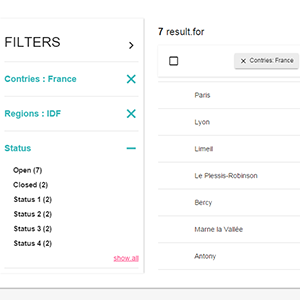 FILTERS
Contries : France
Regions : IDF
Status
Open (7)
Closed (2)
Status 1 (2)
Status 2 (2)
Status 3 (2)
Status 4 (2)
show all
7 result.for
Contries: France
Paris
Lyon
Limeil
Le Plessis-Robinson
Bercy
Marne la Vallée
Antony